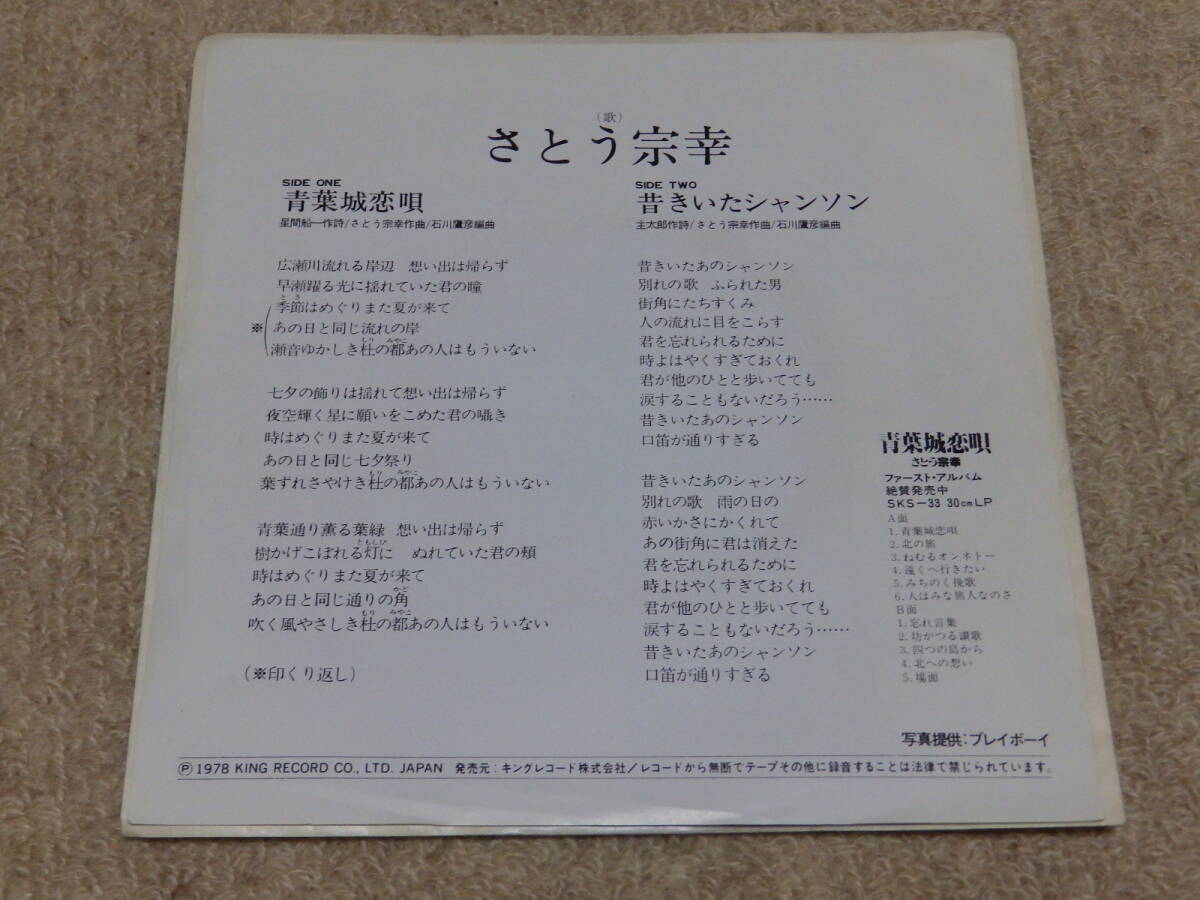 （歌）
さとう宗幸
SIDE ONE
青葉城恋唄
星間船一作詩/さとう宗幸作曲/石川鷹彦編曲
広瀬川流れる岸辺　想い出は帰らず
早瀬躍る光に揺れていた君の瞳
季節はめぐりまた夏が来て
とき
※
あの日と同じ流れの岸
瀬音ゆかしき杜の都あの人はもういない
もり みやこ
七夕の飾りは揺れて想い出は帰らず
夜空輝く星に願いをこめた君の囁き
時はめぐりまた夏が来て
あの日と同じ七夕祭り
葉ずれさやけき杜の都あの人はもういない
もり みやこ
青葉通り薫る葉緑　想い出は帰らず
樹かげこぼれる灯に　ぬれていた君の頬
ともしび
時はめぐりまた夏が来て
あの日と同じ通りの角
かど
吹く風やさしき杜の都あの人はもういない
もり みやこ
（※印くり返し）
SIDE TWO
昔きいたシャンソン
主太郎作詩/さとう宗幸作曲/石川鷹彦編曲
昔きいたあのシャンソン
別れの歌　ふられた男
街角にたちすくみ
人の流れに目をこらす
君を忘れられるために
時よはやくすぎておくれ
君が他のひとと歩いてても
涙することもないだろう……
昔きいたあのシャンソン
口笛が通りすぎる
昔きいたあのシャンソン
別れの歌　雨の日の
赤いかさにかくれて
あの街角に君は消えた
君を忘れられるために
時よはやくすぎておくれ
君が他のひとと歩いてても
涙することもないだろう……
昔きいたあのシャンソン
口笛が通りすぎる
青葉城恋唄
さとう宗幸
ファースト・アルバム
絶賛発売中
SKS－33 30cmLP
A面
1. 青葉城恋唄
2. 北の旅
3. ねむるオンネトー
4. 遠くへ行きたい
5. みちのく挽歌
6. 人はみな旅人なのさ
B面
1. 忘れ言葉
2. 坊がつる讃歌
3. 四つの島から
4. 北への想い
5. 場面
写真提供：プレイボーイ
Ⓟ1978 KING RECORD CO., LTD. JAPAN　発売元：キングレコード株式会社／レコードから無断でテープその他に録音することは法律で禁じられています。